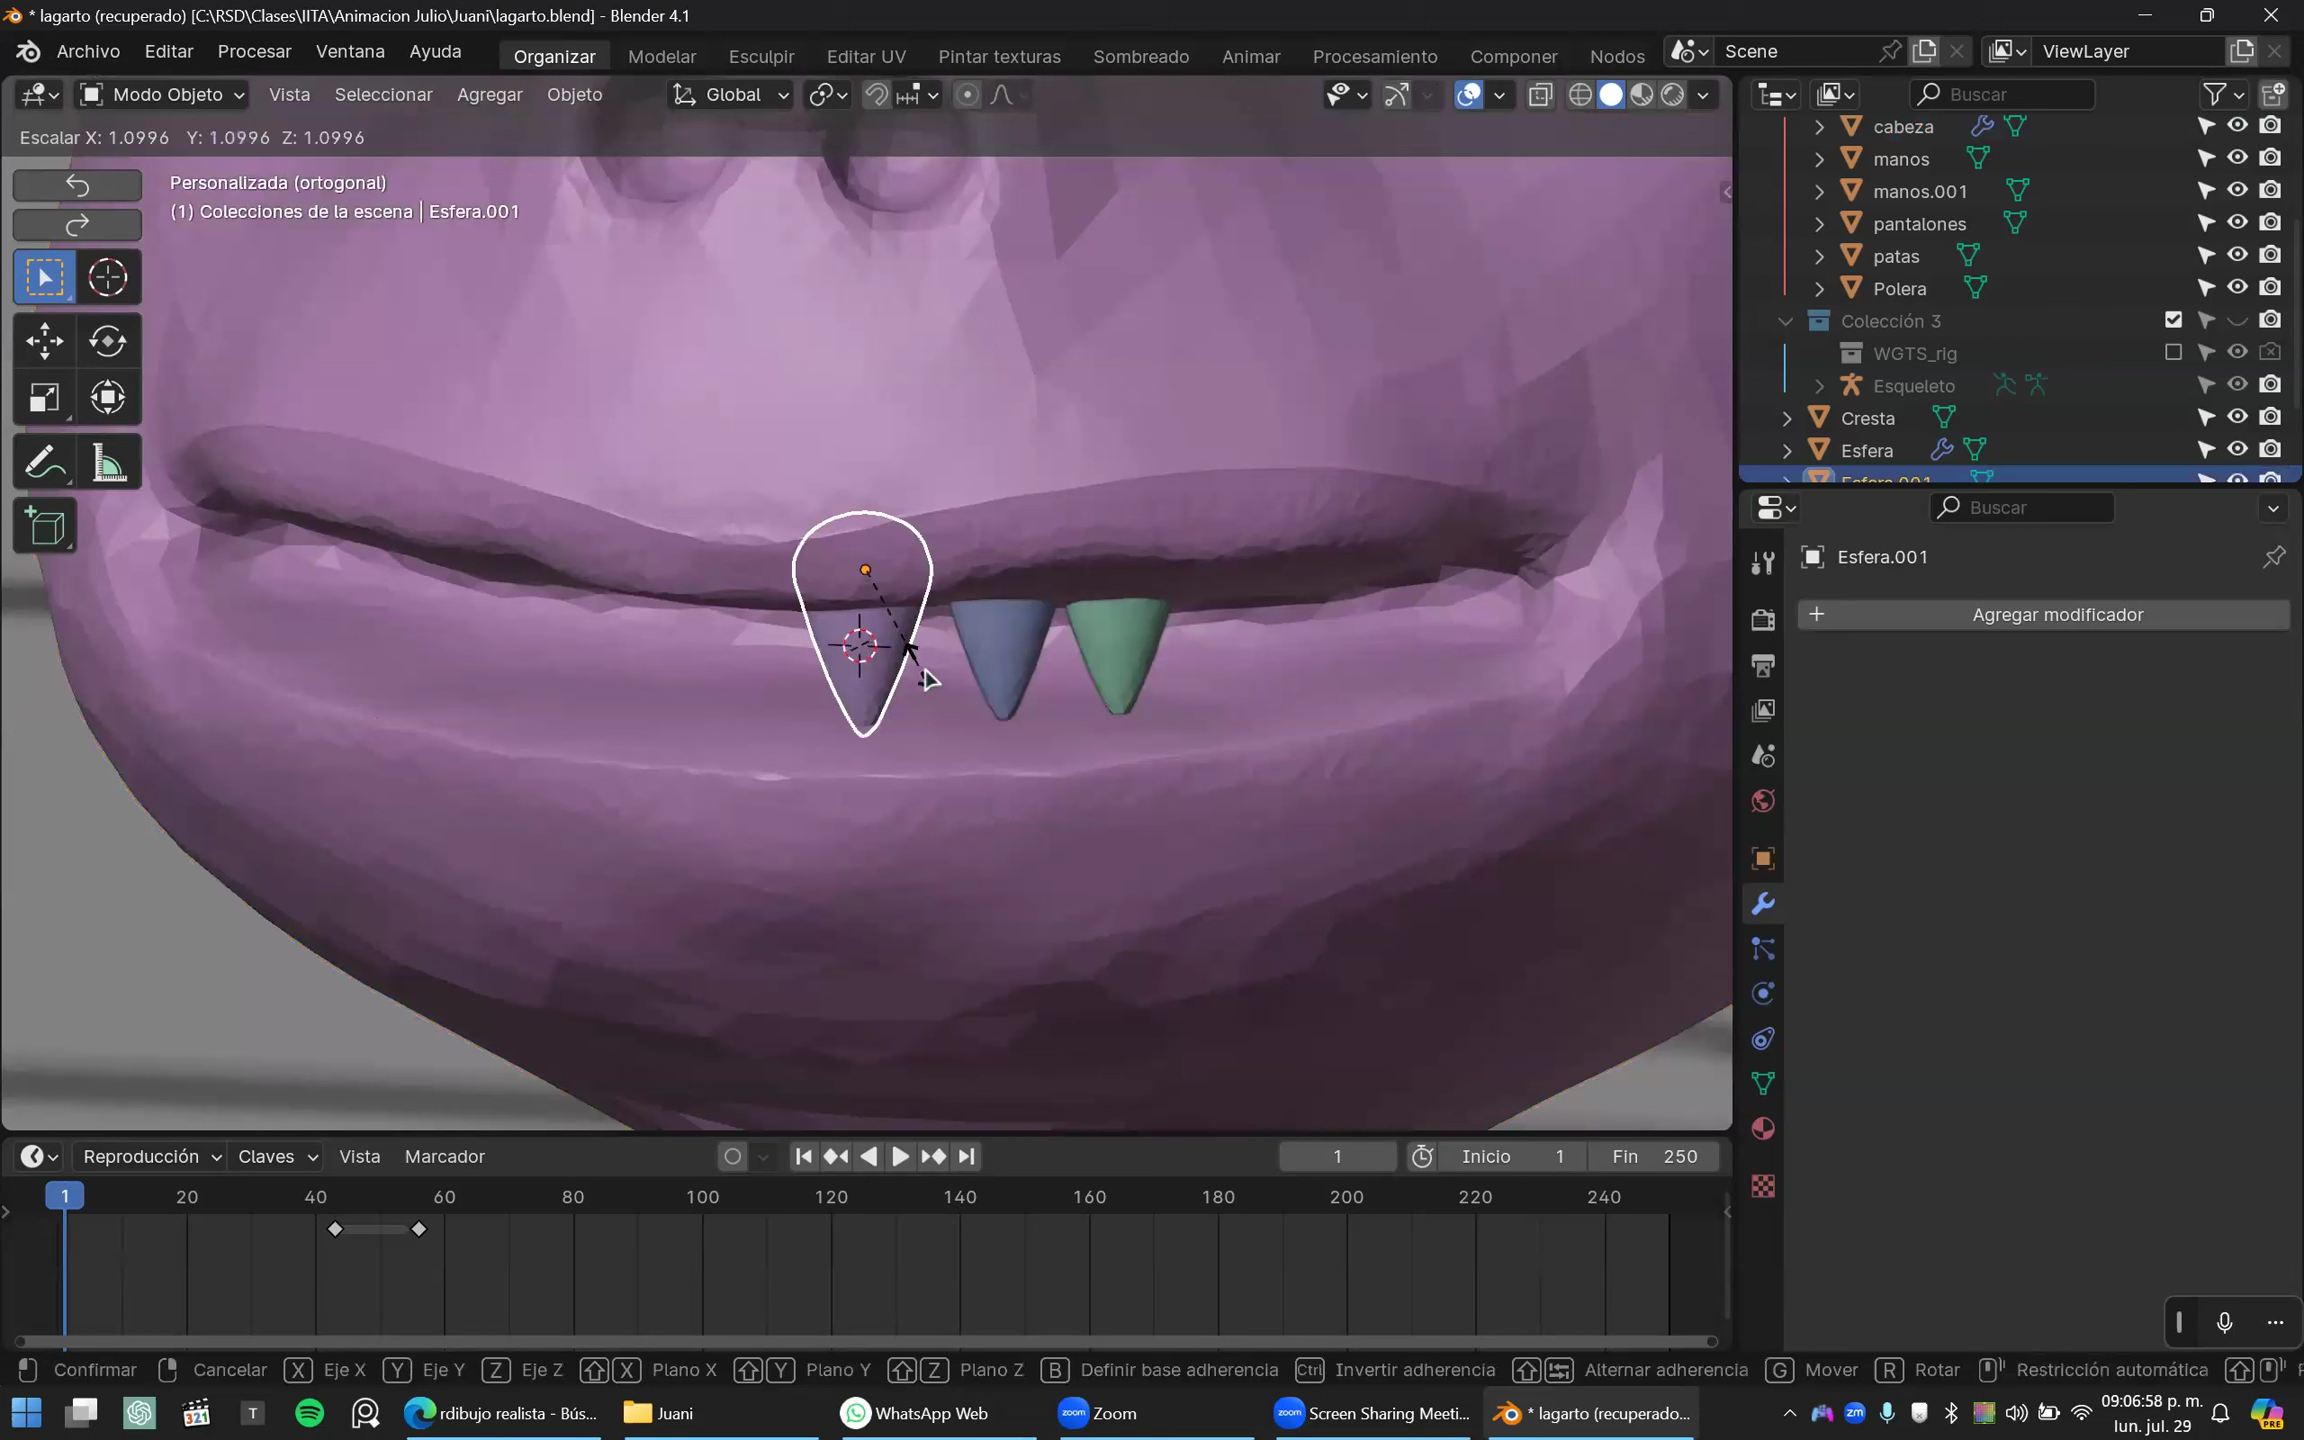 * lagarto (recuperado) [C:\RSD\Clases\IITA\Animacion Julio\Juani\lagarto.blend] - Blender 4.1
Archivo Editar Procesar Ventana Ayuda Organizar Modelar Esculpir Editar UV Pintar texturas Sombreado Animar Procesamiento Componer Nodos Scene ViewLayer
Modo Objeto Vista Seleccionar Agregar Objeto Global Buscar
Escalar X: 1.0996 Y: 1.0996 Z: 1.0996
Personalizada (ortogonal)
(1) Colecciones de la escena | Esfera.001
cabeza
manos
manos.001
pantalones
patas
Polera
Colección 3
WGTS_rig
Esqueleto
Cresta
Esfera
Esfera.001
Buscar
Esfera.001
+ Agregar modificador
Reproducción Claves Vista Marcador 1 Inicio 1 Fin 250
1 20 40 60 80 100 120 140 160 180 200 220 240
Confirmar Cancelar X Eje X Y Eje Y Z Eje Z X Plano X Y Plano Y Z Plano Z B Definir base adherencia Ctrl Invertir adherencia Alternar adherencia G Mover R Rotar Restricción automática
321 T rdibujo realista - Bús... Juani WhatsApp Web zoom Zoom zoom Screen Sharing Meeti... * lagarto (recuperado... zm 09:06:58 p. m. PRE
lun. jul. 29